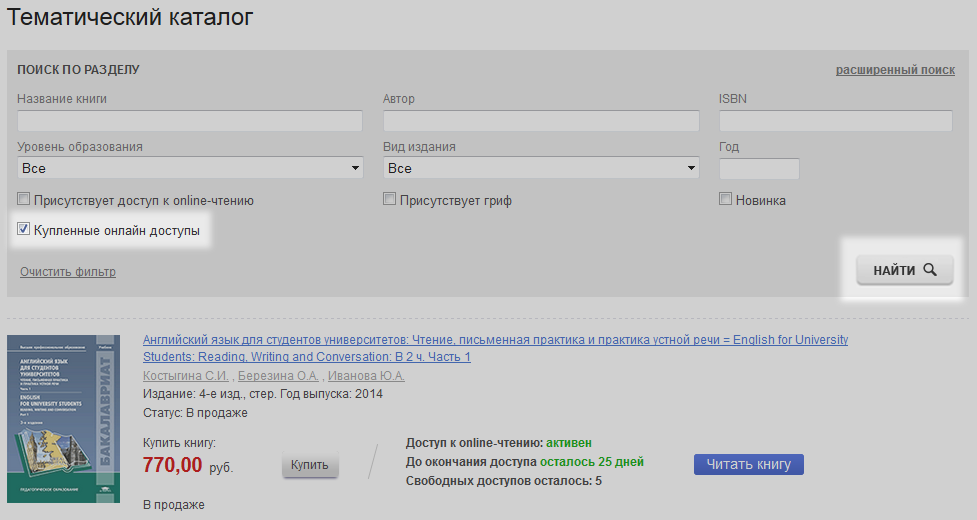 Тематический каталог
ПОИСК ПО РАЗДЕЛУ
расширенный поиск
Название книги
Автор
ISBN
Уровень образования
Вид издания
Год
Все
Все
Присутствует доступ к online-чтению
Присутствует гриф
Новинка
Купленные онлайн доступы
Очистить фильтр
НАЙТИ
Английский язык для студентов университетов: Чтение, письменная практика и практика устной речи = English for University
Students: Reading, Writing and Conversation: В 2 ч. Часть 1
Костыгина С.И. , Березина О.А. , Иванова Ю.А.
Издание: 4-е изд., стер. Год выпуска: 2014
Статус: В продаже
Купить книгу:
770,00 руб.
Купить
Доступ к online-чтению: активен
До окончания доступа осталось 25 дней
Свободных доступов осталось: 5
Читать книгу
В продаже
АНГЛИЙСКИЙ ЯЗЫК
ДЛЯ СТУДЕНТОВ
УНИВЕРСИТЕТОВ
ENGLISH
FOR UNIVERSITY STUDENTS
БАКАЛАВРИАТ
ПЕДАГОГИЧЕСКОЕ ОБРАЗОВАНИЕ